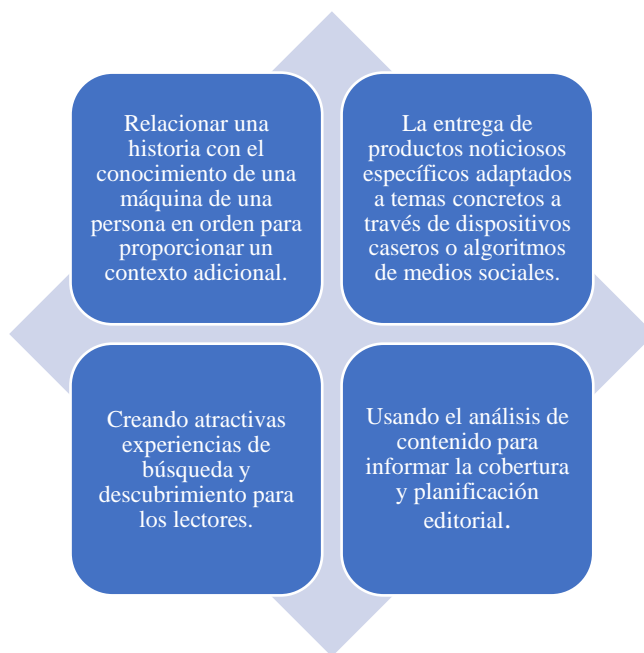 Relacionar una
historia con el
conocimiento de una
máquina de una
persona en orden para
proporcionar un
contexto adicional.
La entrega de
productos noticiosos
específicos adaptados
a temas concretos a
través de dispositivos
caseros o algoritmos
de medios sociales.
Creando atractivas
experiencias de
búsqueda y
descubrimiento para
los lectores.
Usando el análisis de
contenido para
informar la cobertura
y planificación
editorial.